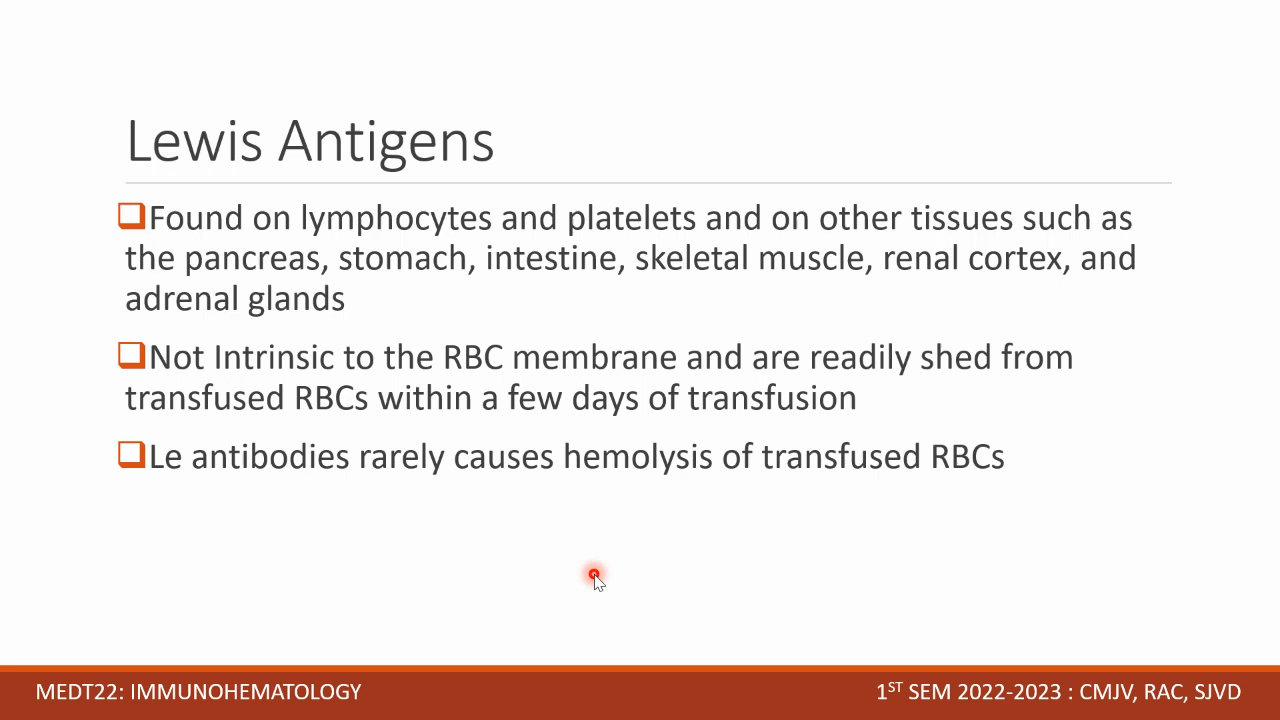 Lewis Antigens
Found on lymphocytes and platelets and on other tissues such as
the pancreas, stomach, intestine, skeletal muscle, renal cortex, and
adrenal glands
Not Intrinsic to the RBC membrane and are readily shed from
transfused RBCs within a few days of transfusion
Le antibodies rarely causes hemolysis of transfused RBCs
MEDT22: IMMUNOHEMATOLOGY
1ST SEM 2022-2023 : CMJV, RAC, SJVD